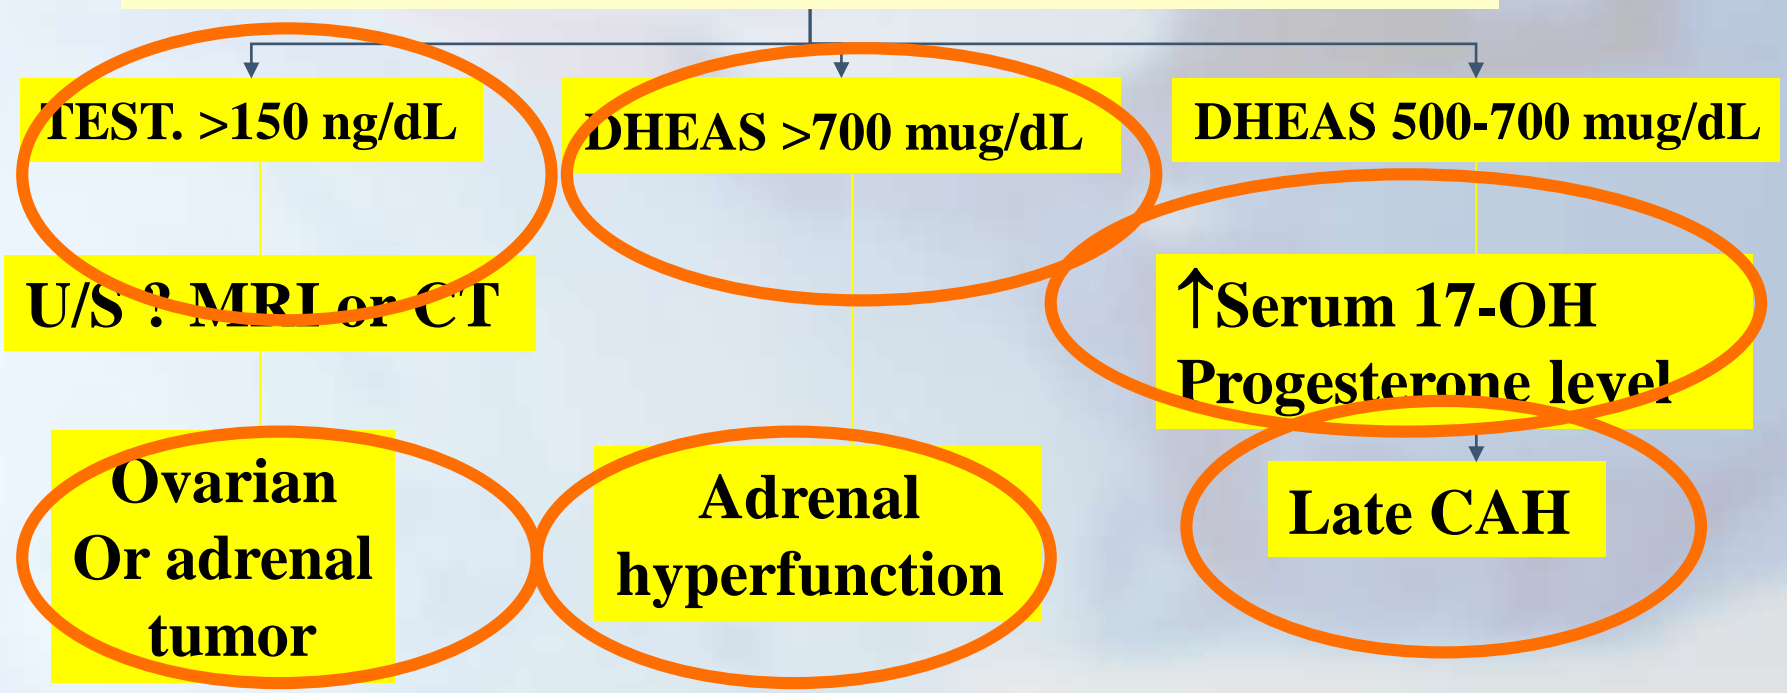 TEST. >150 ng/dL
U/S ? MRI or CT
Ovarian
Or adrenal
tumor
DHEAS >700 mug/dL
Adrenal
hyperfunction
DHEAS 500-700 mug/dL
↑Serum 17-OH
Progesterone level
Late CAH